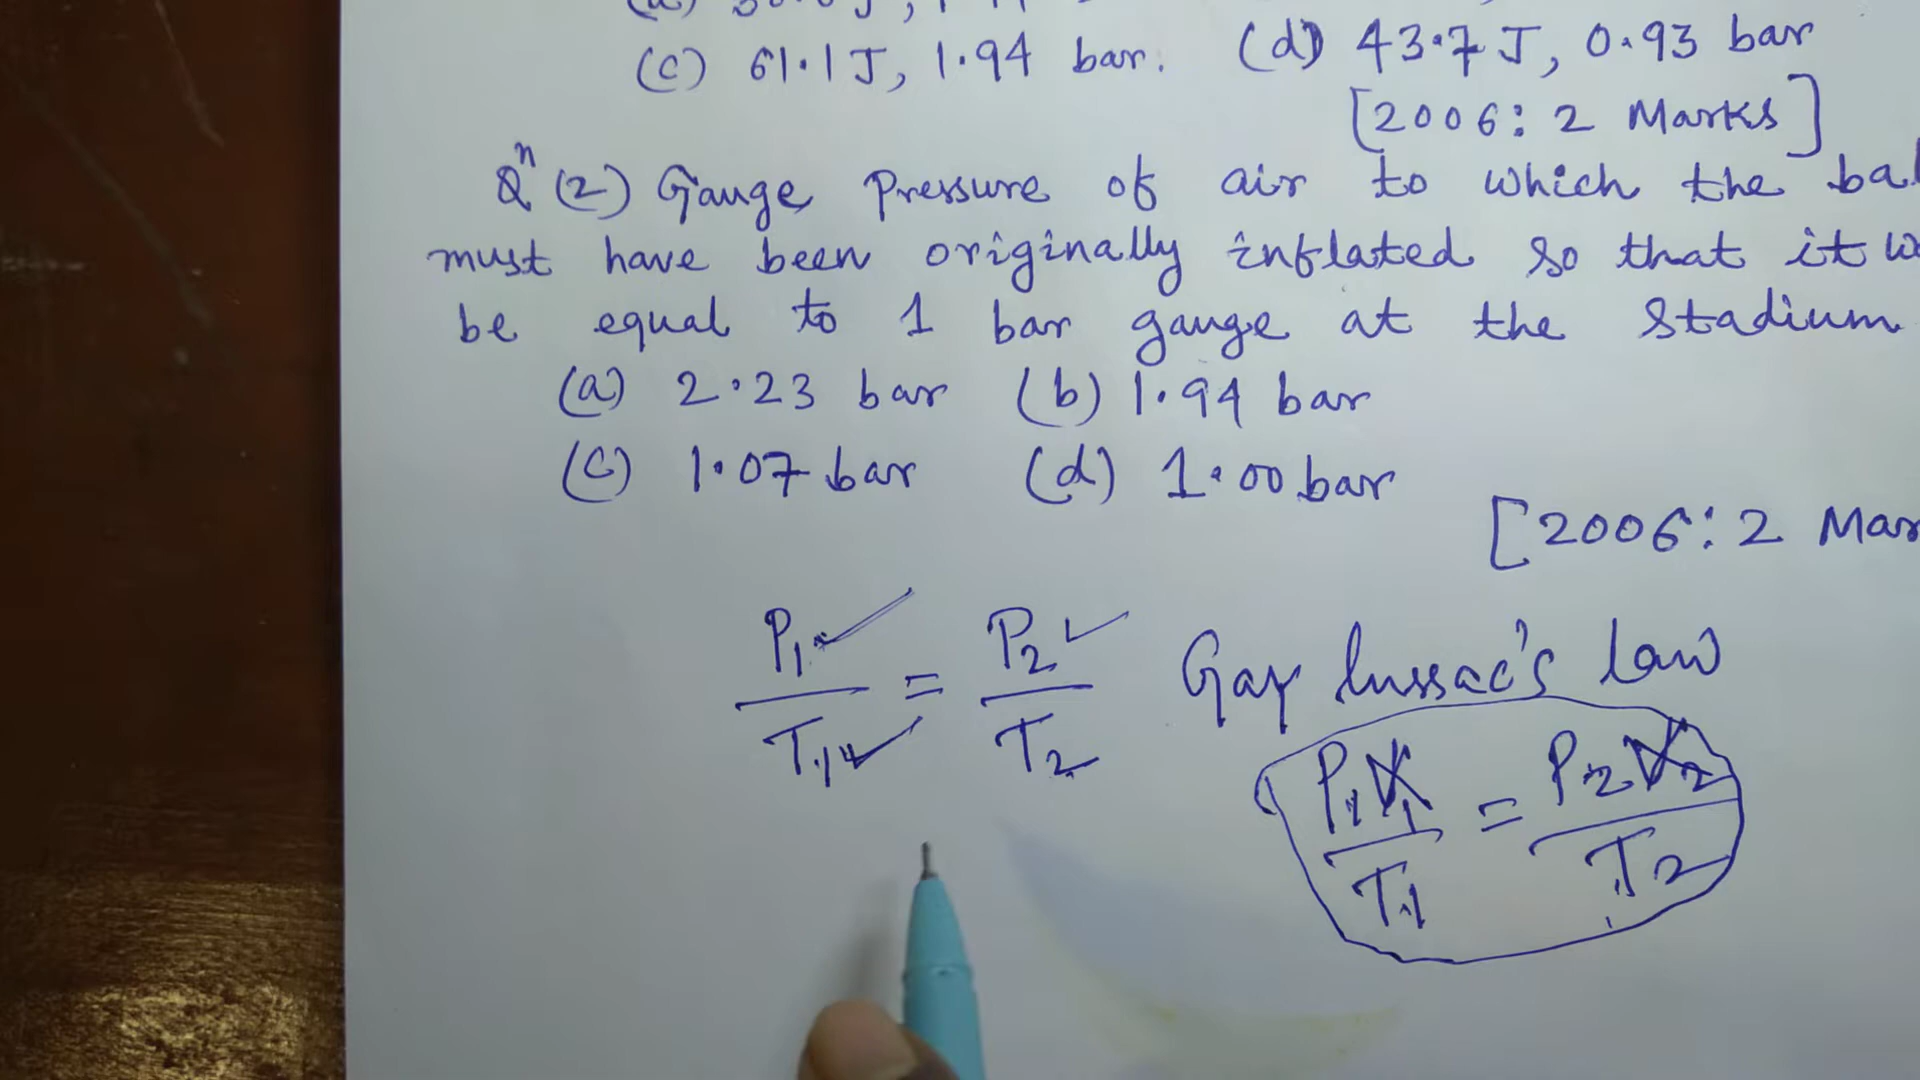 (c) 61.1 J, 1.94 bar. (d) 43.7 J, 0.93 bar
[2006: 2 Marks]
Qⁿ (2) Gauge Pressure of air to which the
must have been originally inflated so that it
be equal to 1 bar gauge at the Stadium
(a) 2.23 bar (b) 1.94 bar
(c) 1.07 bar (d) 1.00 bar
[2006: 2
P₁/T₁ = P₂/T₂ Gay lussac's law
P₁V₁/T₁ = P₂V₂/T₂